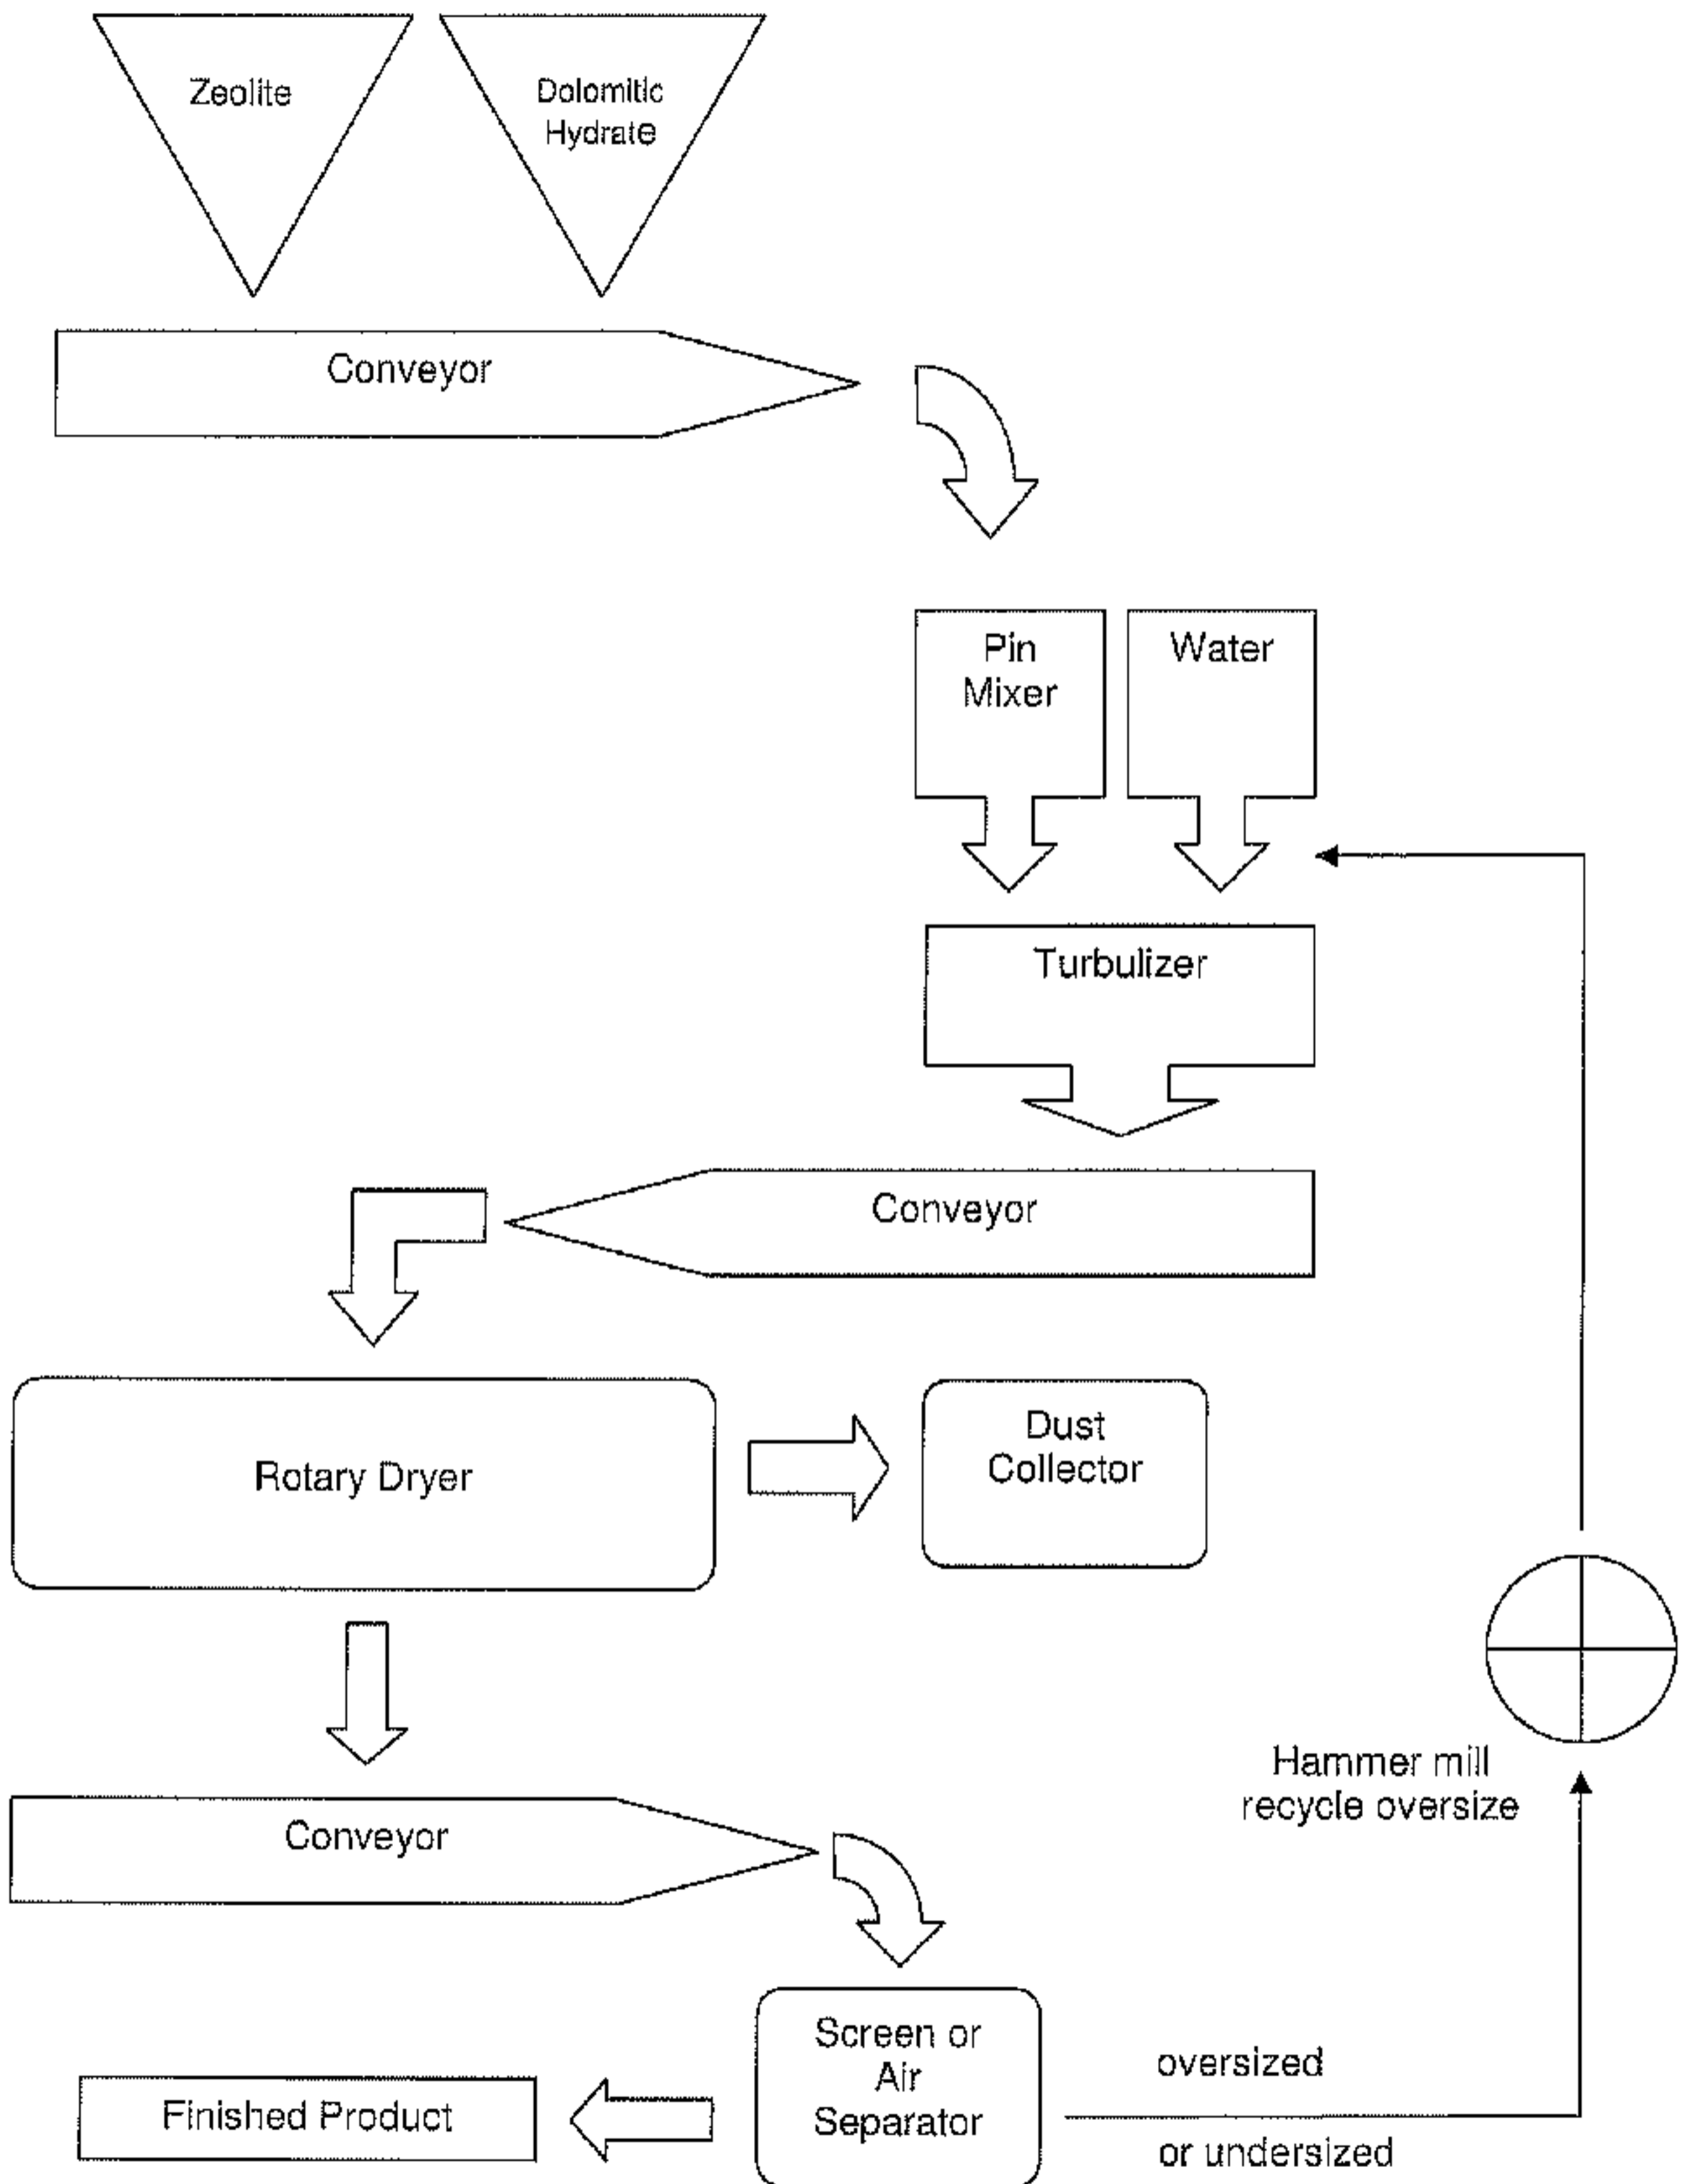 Zeolite
Dolomitic
Hydrate
Conveyor
Pin
Mixer
Water
Turbulizer
Conveyor
Rotary Dryer
Dust
Collector
Hammer mill
recycle oversize
Conveyor
Screen or
Air
Separator
oversized
or undersized
Finished Product